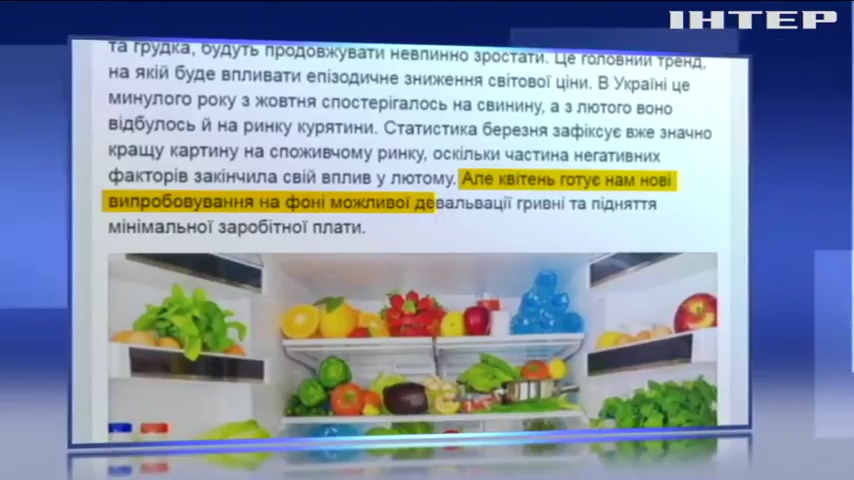 ІНТЕР
та грудка, будуть продовжувати невпинно зростати. Це головний тренд,
на якій буде впливати епізодичне зниження світової ціни. В Україні це
минулого року з жовтня спостерігалось на свинину, а з лютого воно
відбулось й на ринку курятини. Статистика березня зафіксує вже значно
кращу картину на споживчому ринку, оскільки частина негативних
факторів закінчила свій вплив у лютому. Але квітень готує нам нові
випробовування на фоні можливої девальвації гривні та підняття
мінімальної заробітної плати.